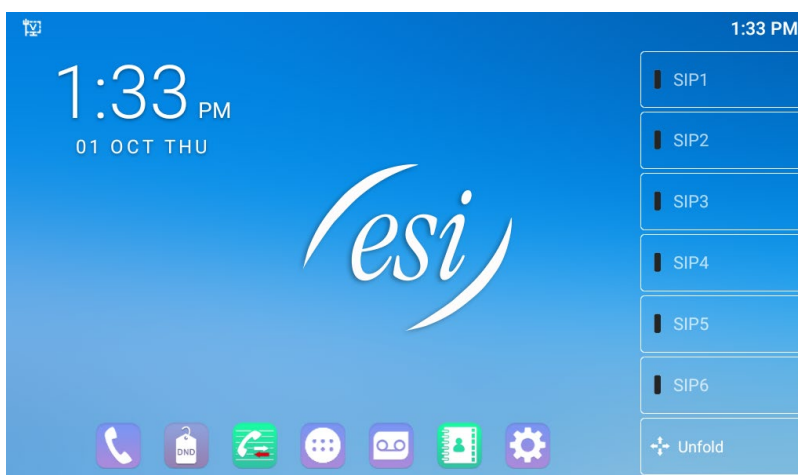 1:33 PM
1:33 PM
01 OCT THU
esi
SIP1
SIP2
SIP3
SIP4
SIP5
SIP6
DND
Unfold